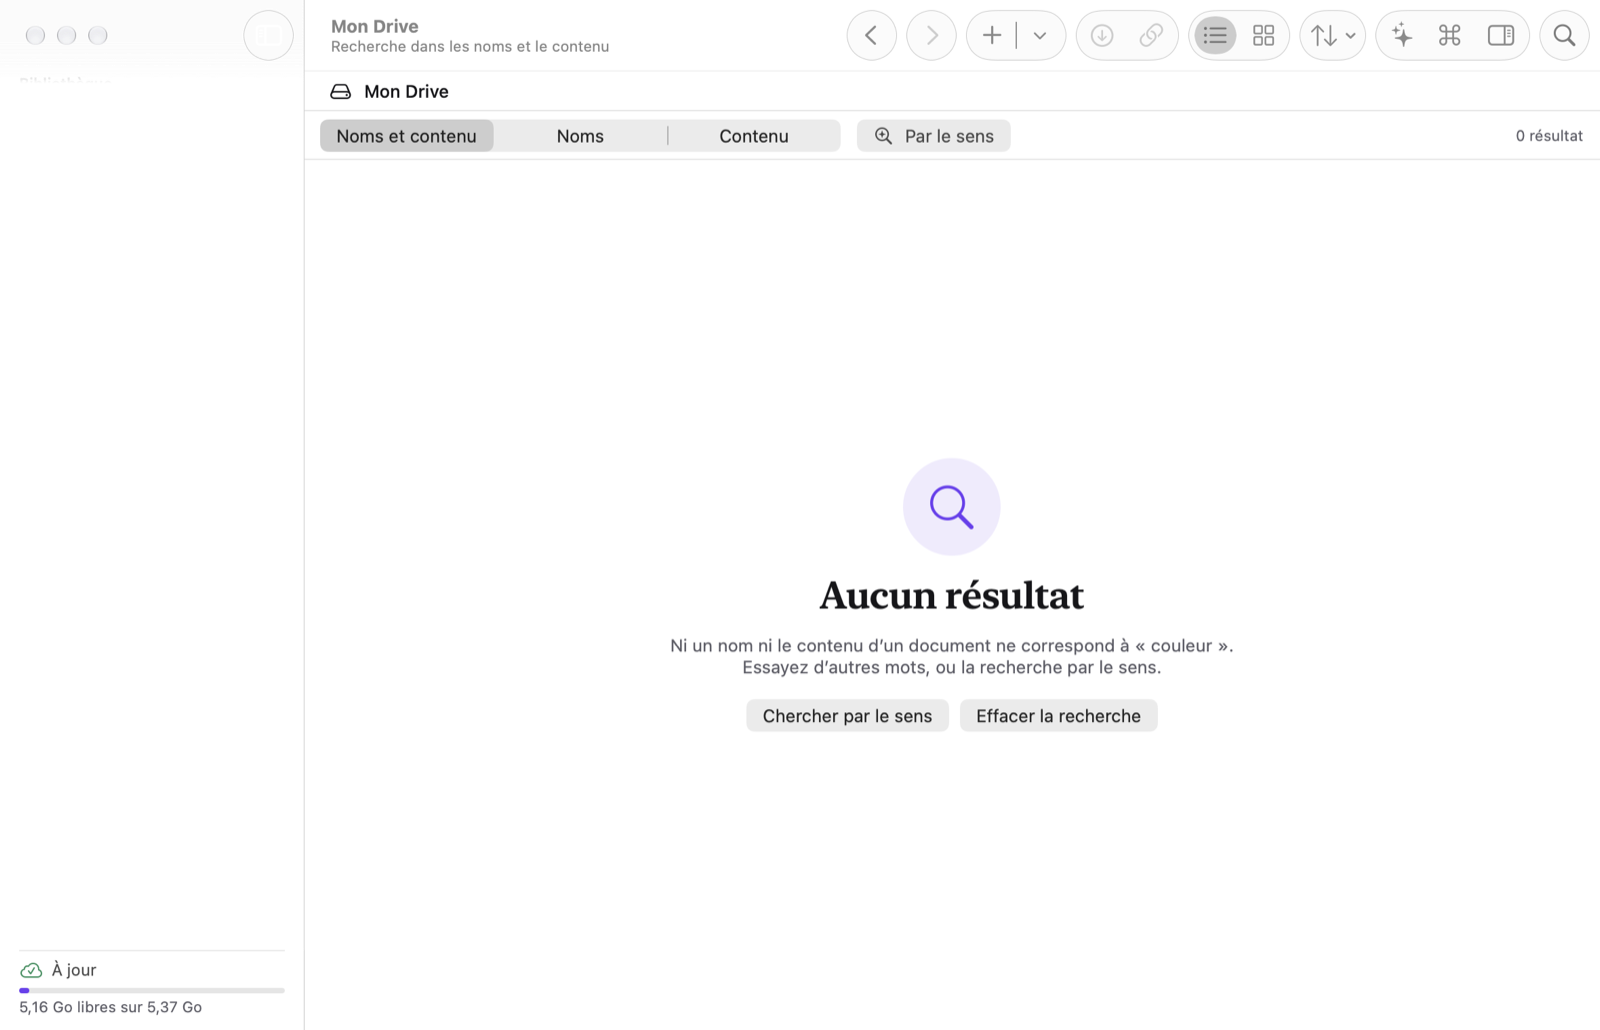 Mon Drive
Recherche dans les noms et le contenu
Mon Drive
Noms et contenu
Noms
Contenu
Par le sens
0 résultat
Aucun résultat
Ni un nom ni le contenu d’un document ne correspond à « couleur ».
Essayez d’autres mots, ou la recherche par le sens.
Chercher par le sens
Effacer la recherche
À jour
5,16 Go libres sur 5,37 Go